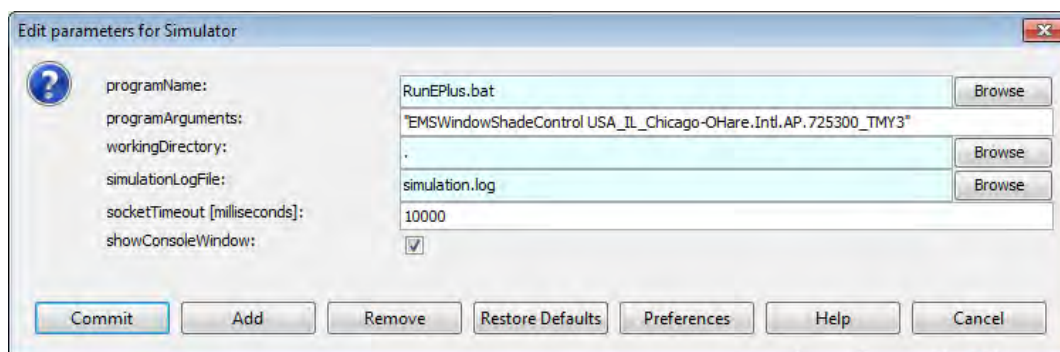 Edit parameters for Simulator
programName: RunEPlus.bat Browse
programArguments: "EMSWindowShadeControl USA_IL_Chicago-OHare.Intl.AP.725300_TMY3"
workingDirectory: . Browse
simulationLogFile: simulation.log Browse
socketTimeout [milliseconds]: 10000
showConsoleWindow:
Commit Add Remove Restore Defaults Preferences Help Cancel